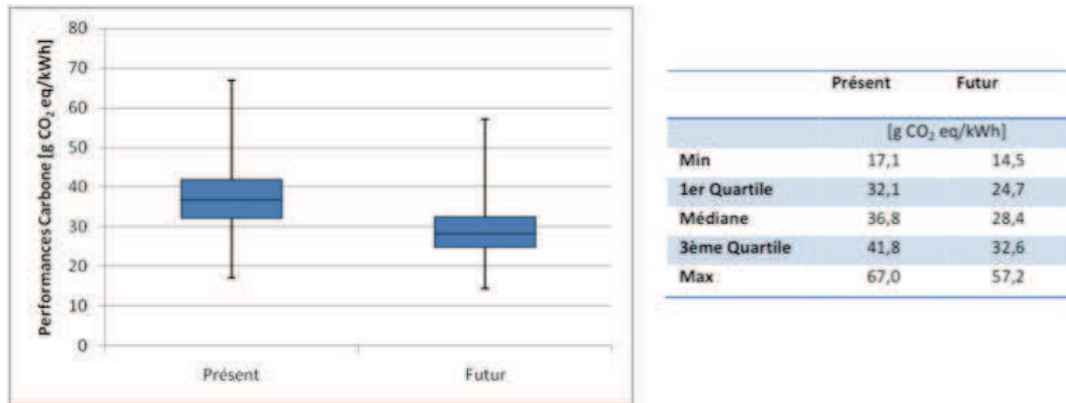 Performances Carbone [g CO₂ eq/kWh]
80
70
60
50
40
30
20
10
0
Présent Futur
Présent Futur
[g CO₂ eq/kWh]
Min 17,1 14,5
1er Quartile 32,1 24,7
Médiane 36,8 28,4
3ème Quartile 41,8 32,6
Max 67,0 57,2